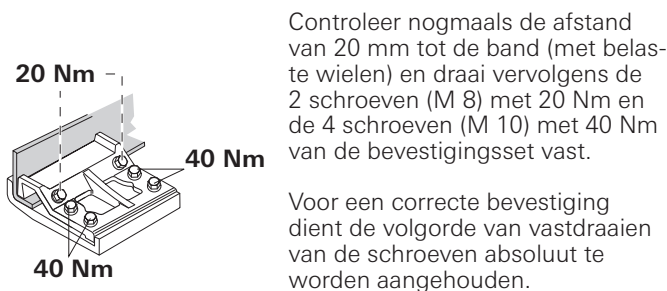 20 Nm
40 Nm
40 Nm
Controleer nogmaals de afstand
van 20 mm tot de band (met belas-
te wielen) en draai vervolgens de
2 schroeven (M 8) met 20 Nm en
de 4 schroeven (M 10) met 40 Nm
van de bevestigingsset vast.
Voor een correcte bevestiging
dient de volgorde van vastdraaien
van de schroeven absoluut te
worden aangehouden.